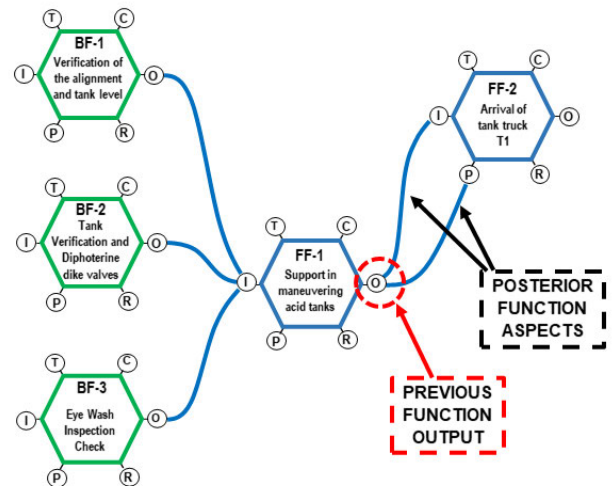 T
C
BF-1
Verification of
the alignment
and tank level
I
O
P
R
T
C
BF-2
Tank
Verification and
Diphoterine
dike valves
I
O
P
R
T
C
BF-3
Eye Wash
Inspection
Check
I
O
P
R
T
C
FF-1
Support in
maneuvering
acid tanks
I
O
P
R
T
C
FF-2
Arrival of
tank truck
T1
I
O
P
R
POSTERIOR
FUNCTION
ASPECTS
PREVIOUS
FUNCTION
OUTPUT